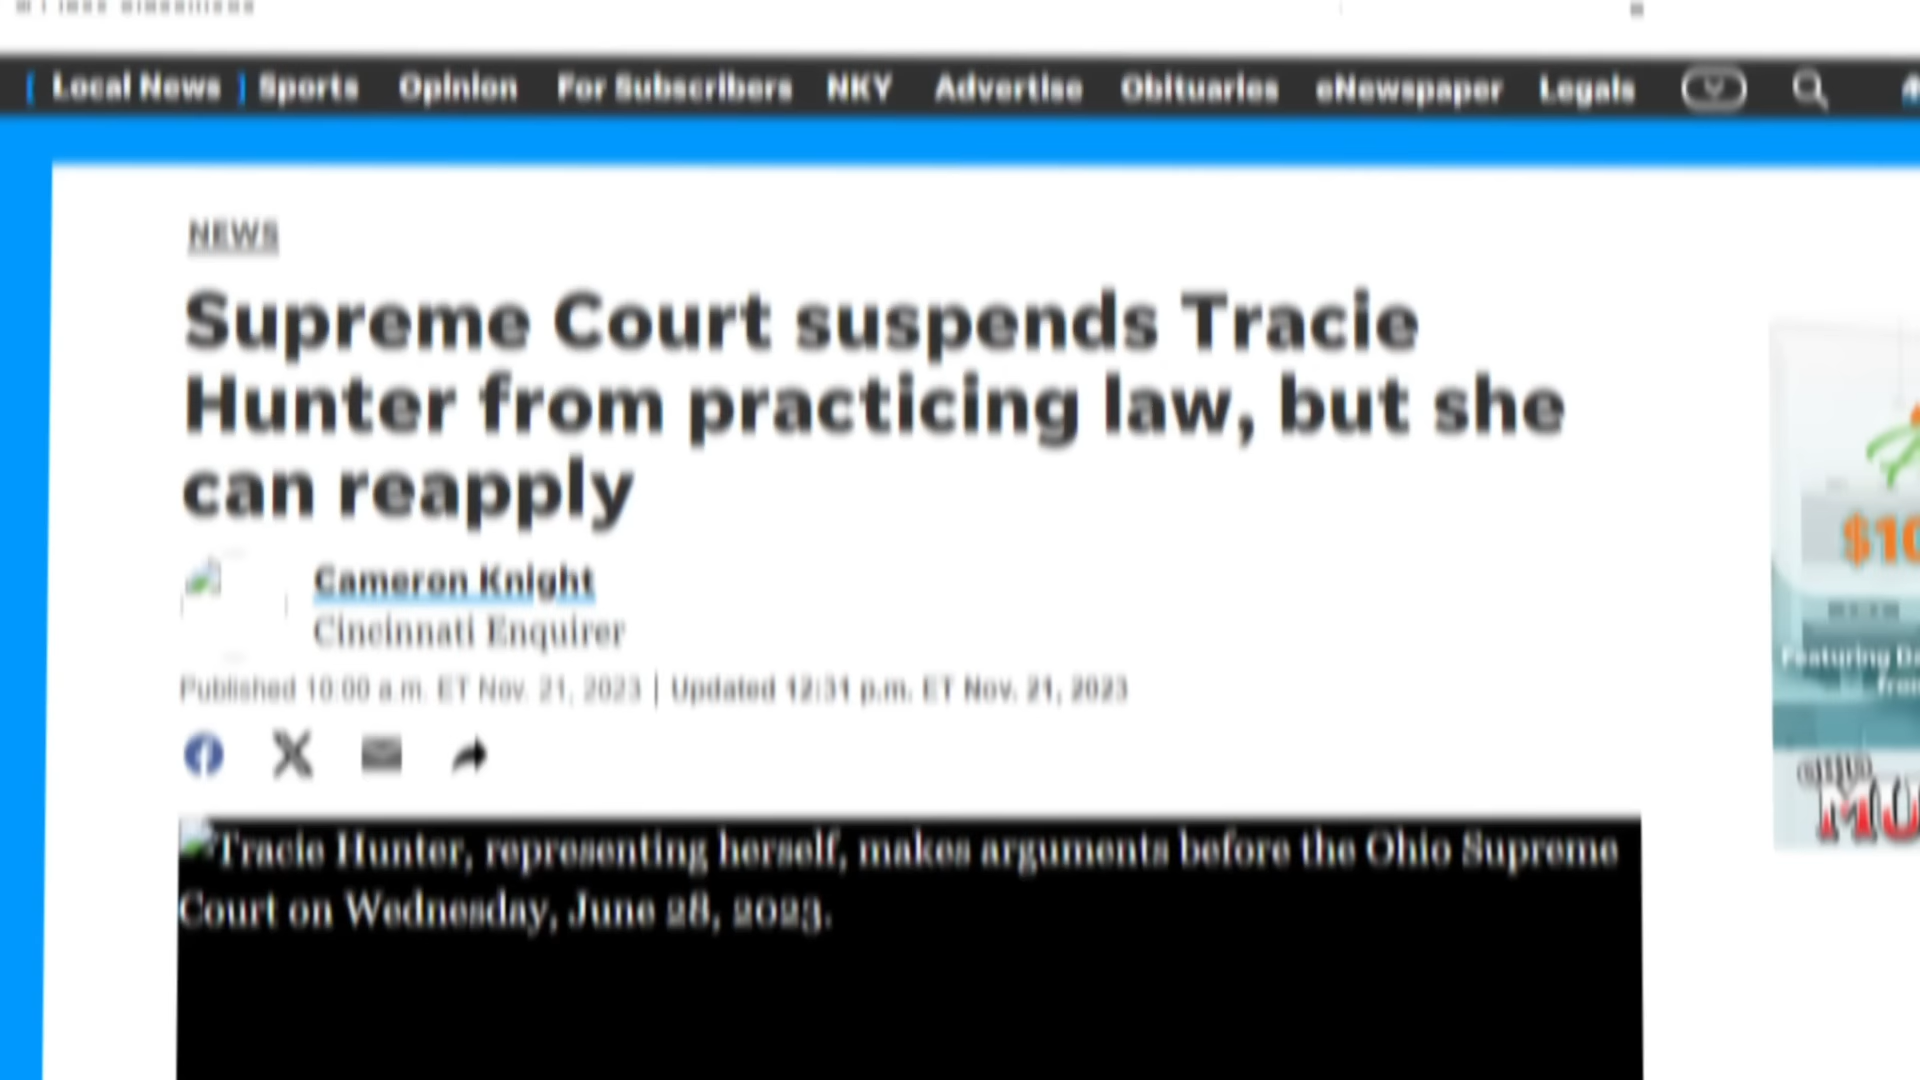 Local News Sports Opinion For Subscribers NKY Advertise Obituaries eNewspaper Legals
NEWS
Supreme Court suspends Tracie
Hunter from practicing law, but she
can reapply
Cameron Knight
Cincinnati Enquirer
Published 10:00 a.m. ET Nov. 21, 2023 | Updated 12:31 p.m. ET Nov. 21, 2023
$10
Featuring
Tracie Hunter, representing herself, makes arguments before the Ohio Supreme
Court on Wednesday, June 28, 2023.